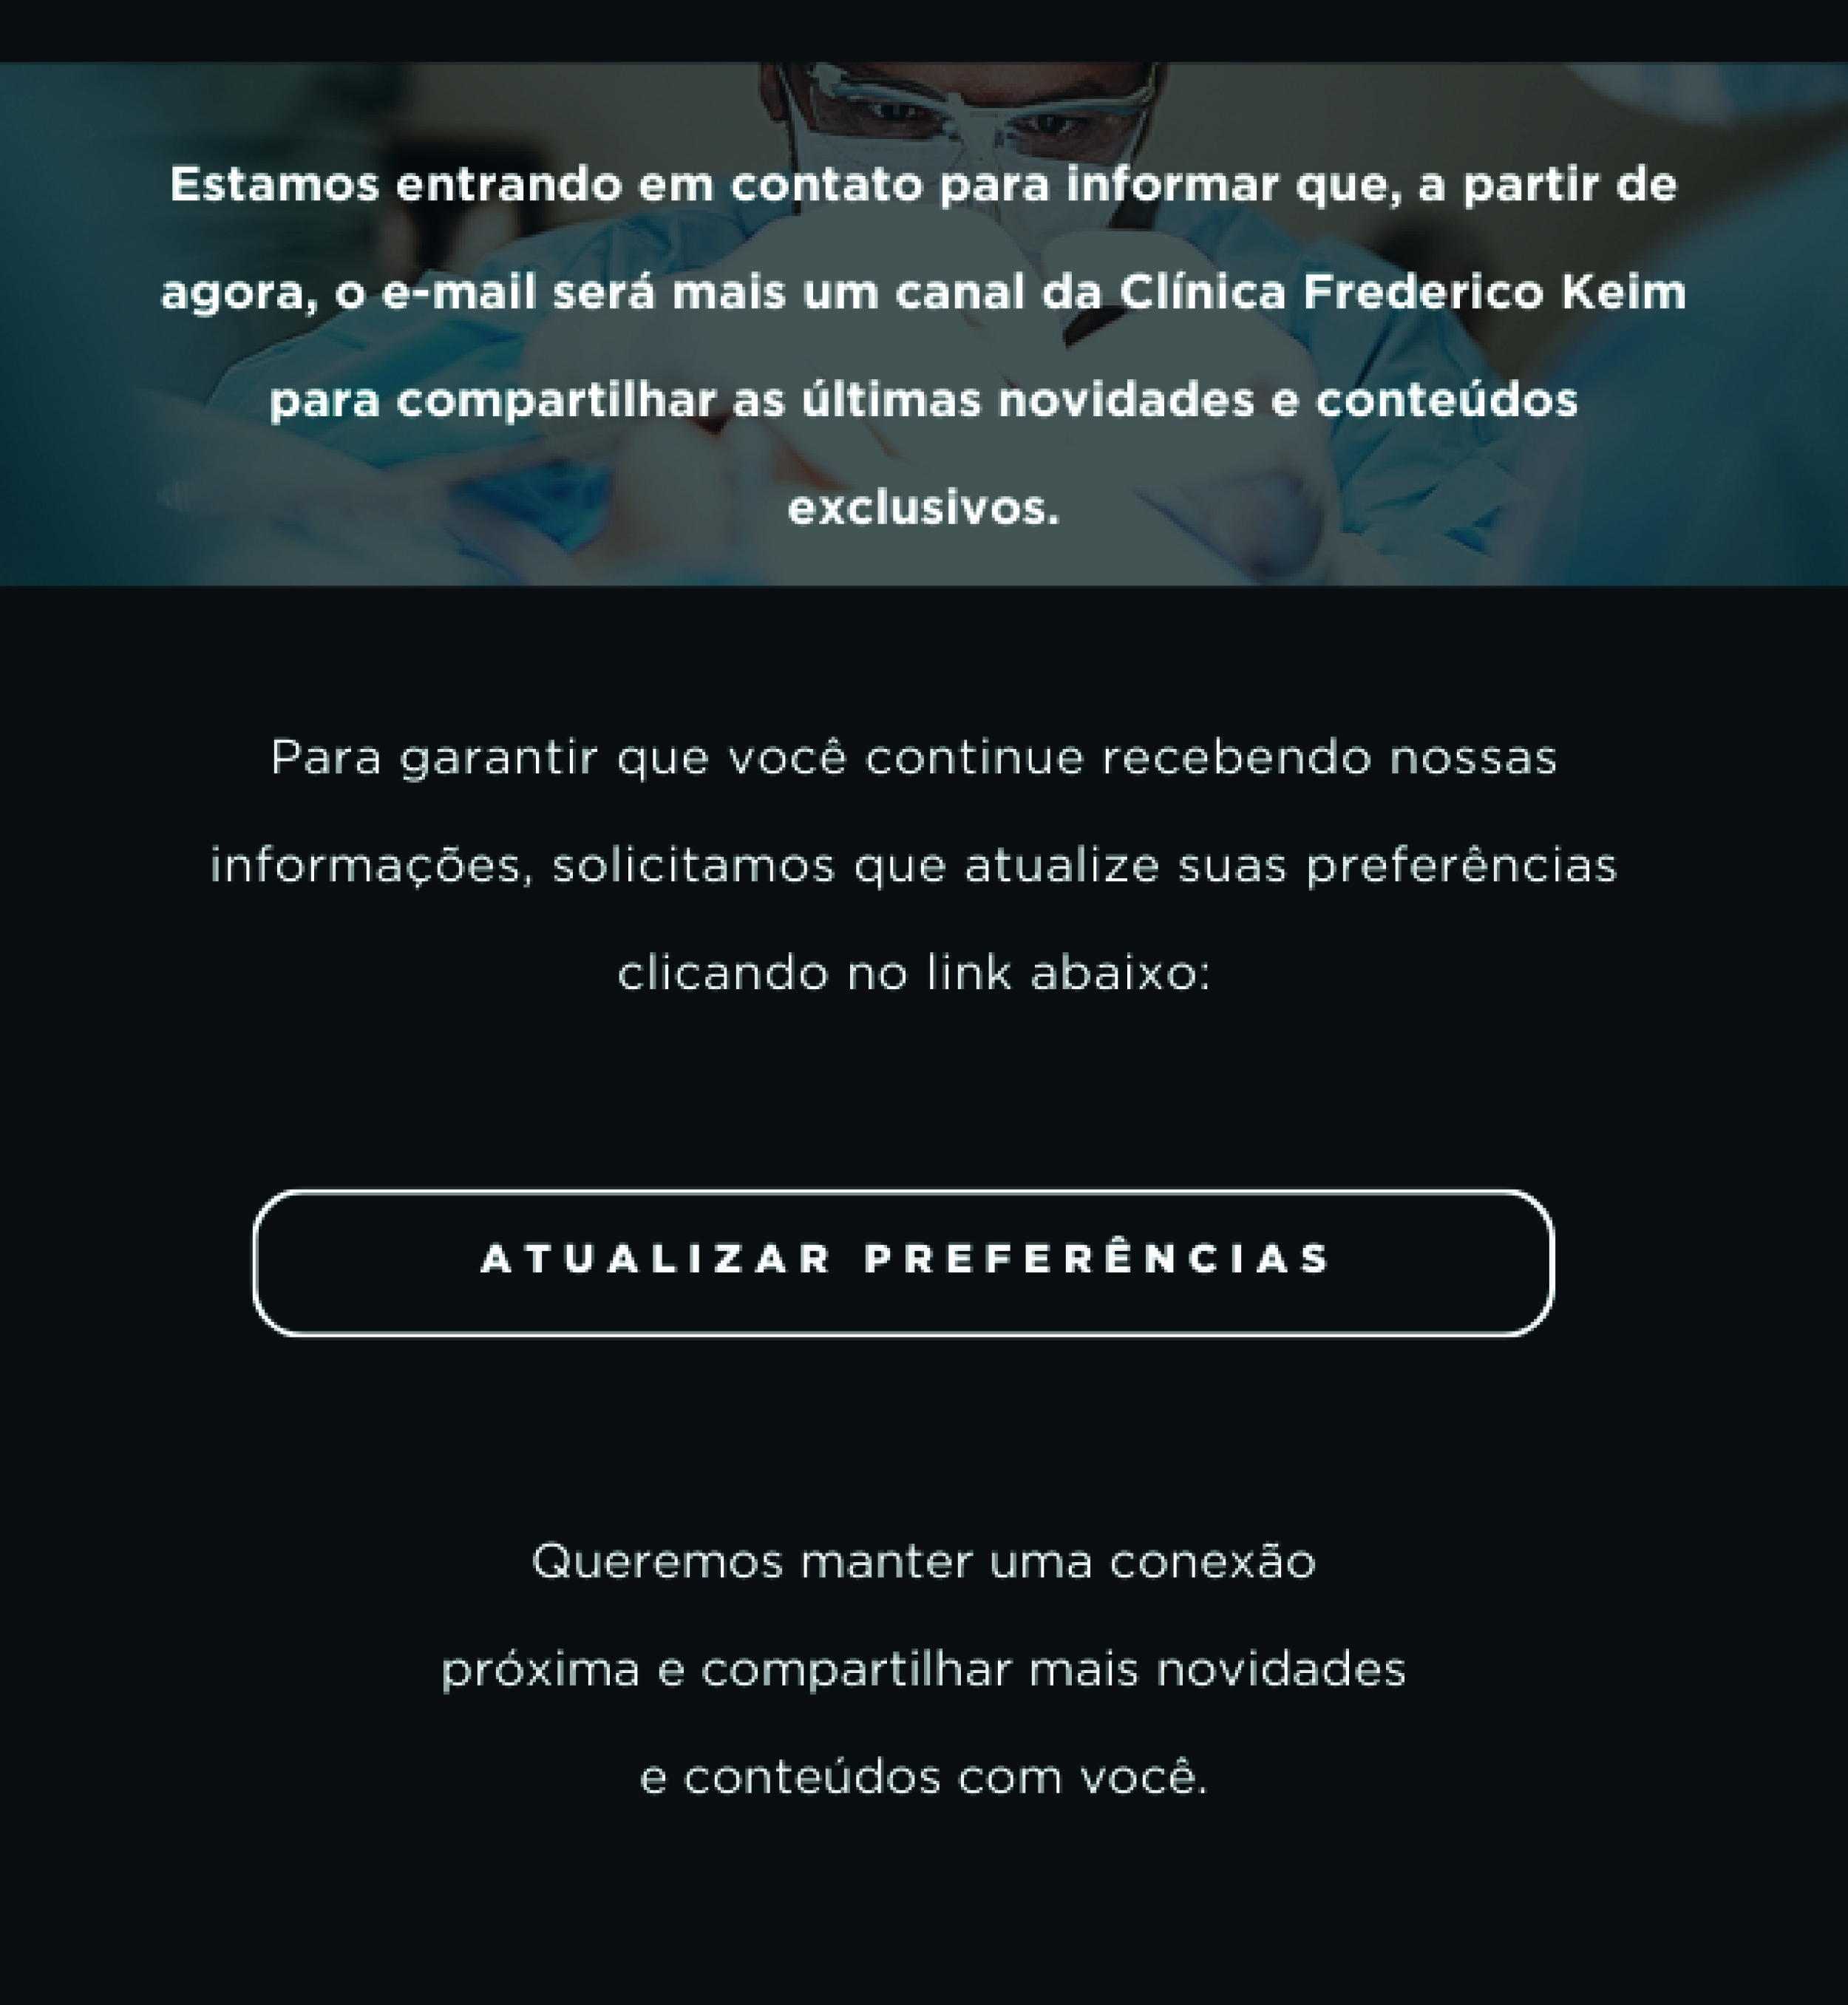 Estamos entrando em contato para informar que, a partir de
agora, o e-mail será mais um canal da Clínica Frederico Keim
para compartilhar as últimas novidades e conteúdos
exclusivos.
Para garantir que você continue recebendo nossas
informações, solicitamos que atualize suas preferências
clicando no link abaixo:
ATUALIZAR PREFERÊNCIAS
Queremos manter uma conexão
próxima e compartilhar mais novidades
e conteúdos com você.